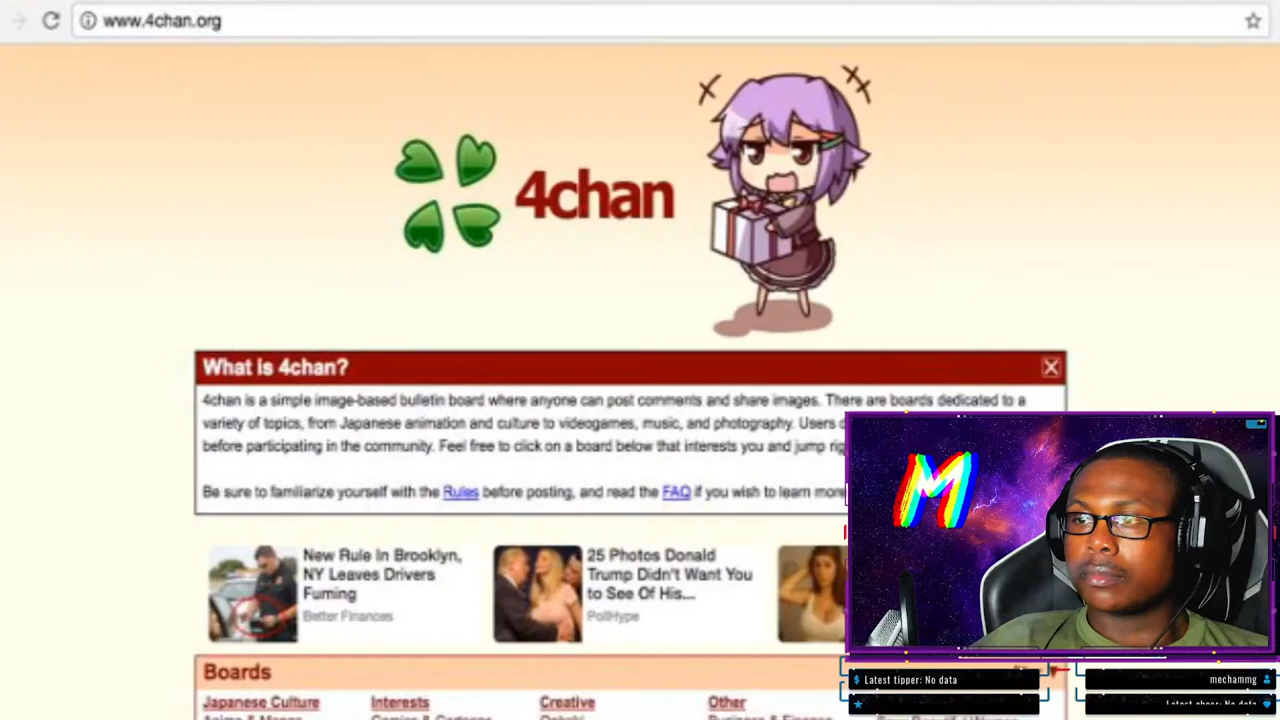 www.4chan.org
4chan
What is 4chan?
4chan is a simple image-based bulletin board where anyone can post comments and share images. There are boards dedicated to a
variety of topics, from Japanese animation and culture to videogames, music, and photography. Users
before participating in the community. Feel free to click on a board below that interests you and jump
Be sure to familiarize yourself with the Rules before posting, and read the FAQ if you wish to learn more
New Rule In Brooklyn,
NY Leaves Drivers
Fuming
Better Finances
25 Photos Donald
Trump Didn't Want You
to See Of His...
PollHype
M
Boards
Latest tipper: No data
mechammg
Japanese Culture
Interests
Creative
Other
Latest cheer: No data